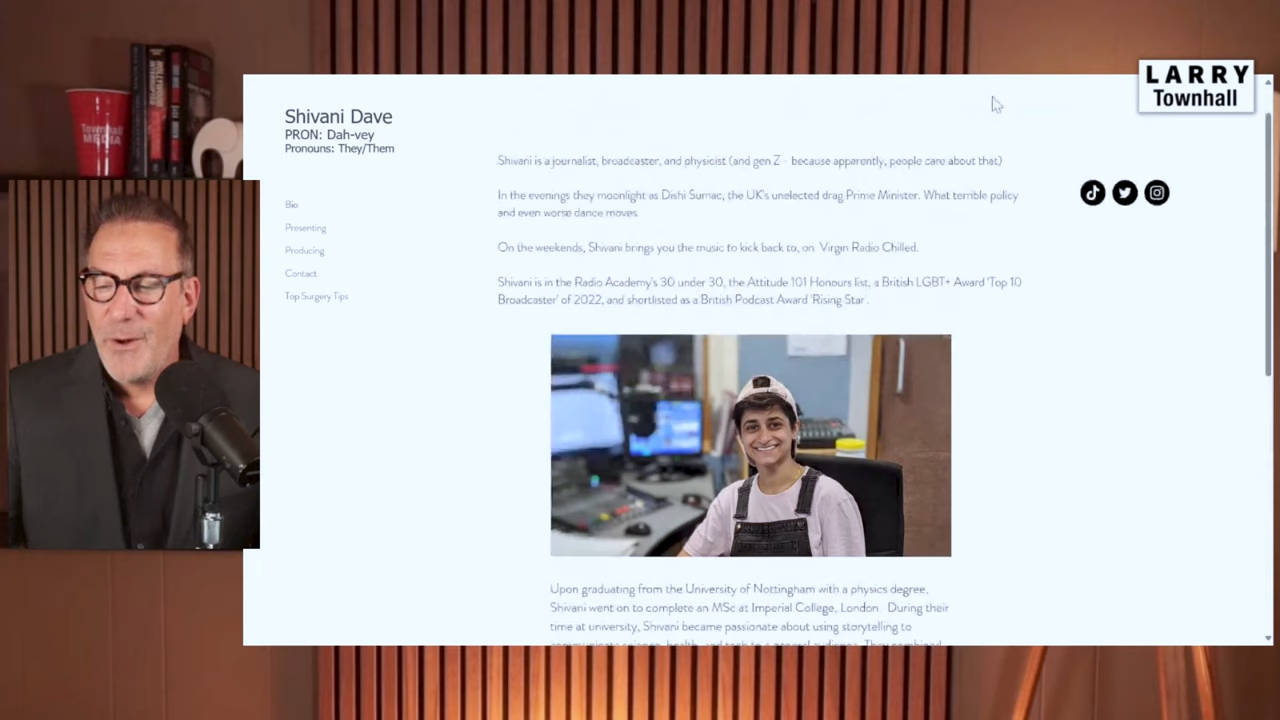 LARRY
Townhall
Townhall
MEDIA
Shivani Dave
PRON: Dah-vey
Pronouns: They/Them
Bio
Presenting
Producing
Contact
Top Surgery Tips
Shivani is a journalist, broadcaster, and physicist (and gen Z - because apparently, people care about that)
In the evenings they moonlight as Dishi Sumac, the UK's unelected drag Prime Minister. What terrible policy
and even worse dance moves.
On the weekends, Shivani brings you the music to kick back to, on Virgin Radio Chilled.
Shivani is in the Radio Academy's 30 under 30, the Attitude 101 Honours list, a British LGBT+ Award 'Top 10
Broadcaster' of 2022, and shortlisted as a British Podcast Award 'Rising Star'.
Upon graduating from the University of Nottingham with a physics degree,
Shivani went on to complete an MSc at Imperial College, London. During their
time at university, Shivani became passionate about using storytelling to